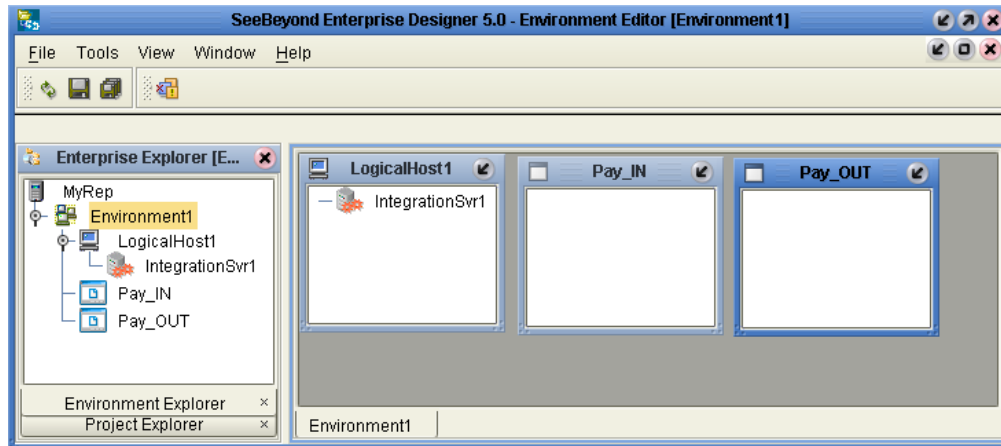 SeeBeyond Enterprise Designer 5.0 - Environment Editor [Environment1]
File Tools View Window Help
Enterprise Explorer [E...
MyRep
Environment1
LogicalHost1
IntegrationSvr1
Pay_IN
Pay_OUT
Environment Explorer ×
Project Explorer ×
LogicalHost1
IntegrationSvr1
Pay_IN
Pay_OUT
Environment1